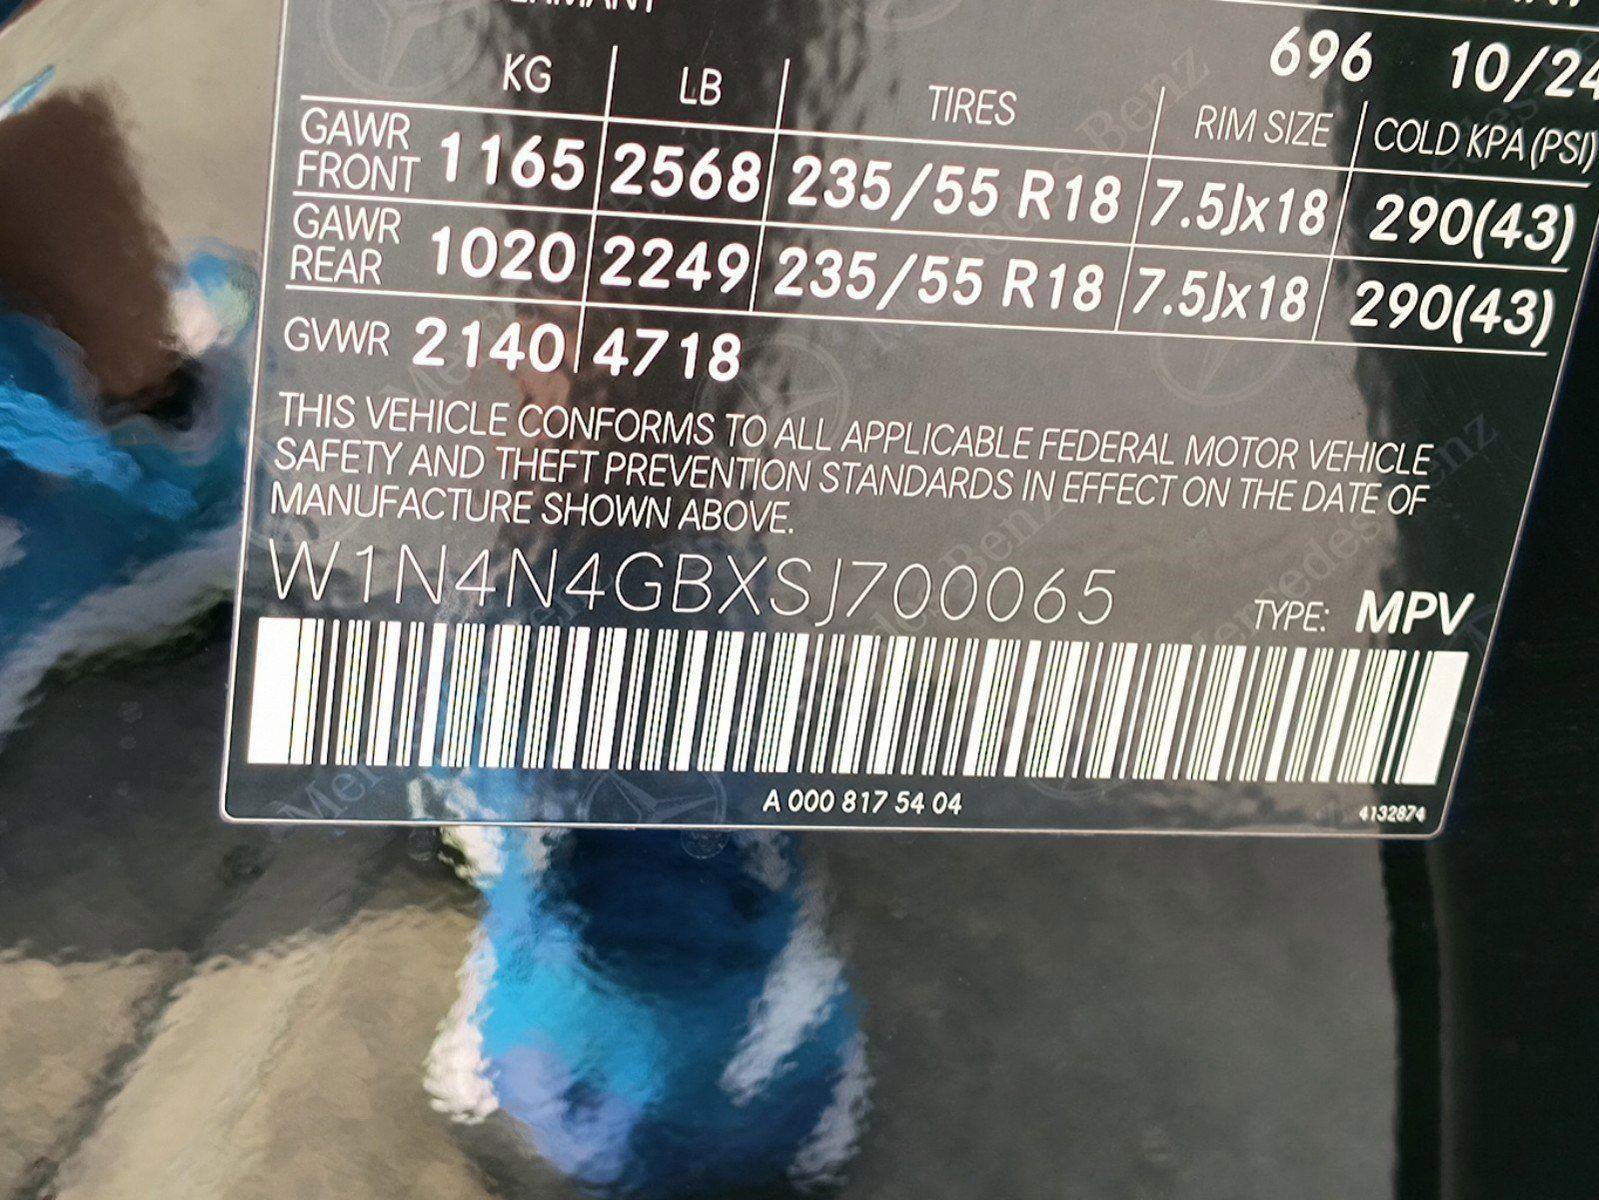 696 10/24
KG LB TIRES RIM SIZE COLD KPA(PSI)
GAWR FRONT 1165 2568 235/55 R18 7.5Jx18 290(43)
GAWR REAR 1020 2249 235/55 R18 7.5Jx18 290(43)
GVWR 2140 4718
THIS VEHICLE CONFORMS TO ALL APPLICABLE FEDERAL MOTOR VEHICLE
SAFETY AND THEFT PREVENTION STANDARDS IN EFFECT ON THE DATE OF
MANUFACTURE SHOWN ABOVE.
W1N4N4GBXSJ700065
TYPE: MPV
A 000 817 54 04
4132874